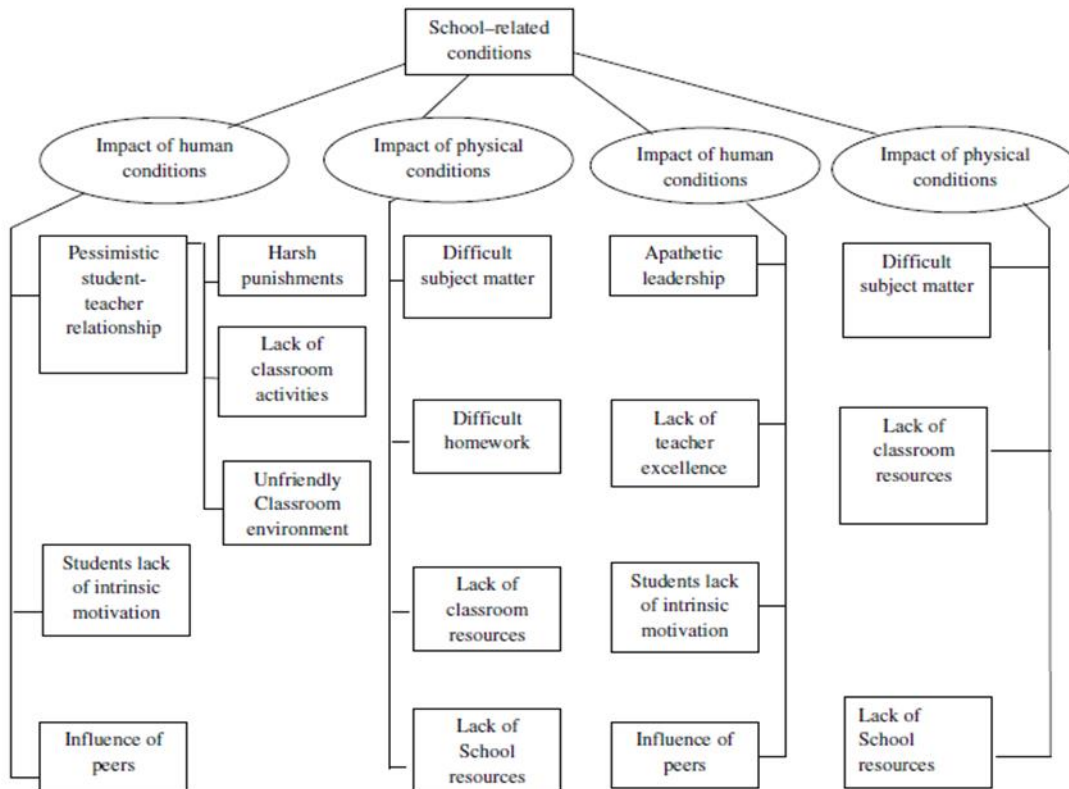 School–related
conditions
Impact of human
conditions
Impact of physical
conditions
Impact of human
conditions
Impact of physical
conditions
Pessimistic
student-
teacher
relationship
Harsh
punishments
Lack of
classroom
activities
Unfriendly
Classroom
environment
Students lack
of intrinsic
motivation
Influence of
peers
Difficult
subject matter
Difficult
homework
Lack of
classroom
resources
Lack of
School
resources
Apathetic
leadership
Lack of
teacher
excellence
Students lack
of intrinsic
motivation
Influence of
peers
Difficult
subject matter
Lack of
classroom
resources
Lack of
School
resources